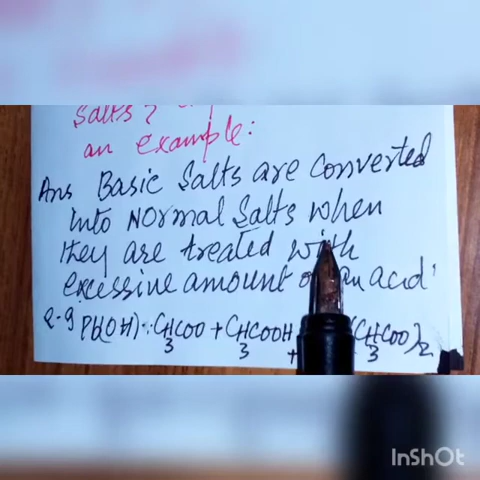 Salts
an example:
Ans Basic Salts are Converted
into Normal Salts when
they are treated with
excessive amount an acid
e.g Pb(OH) CH3COO + CH3COOH + (CH3COO)2
InShOt